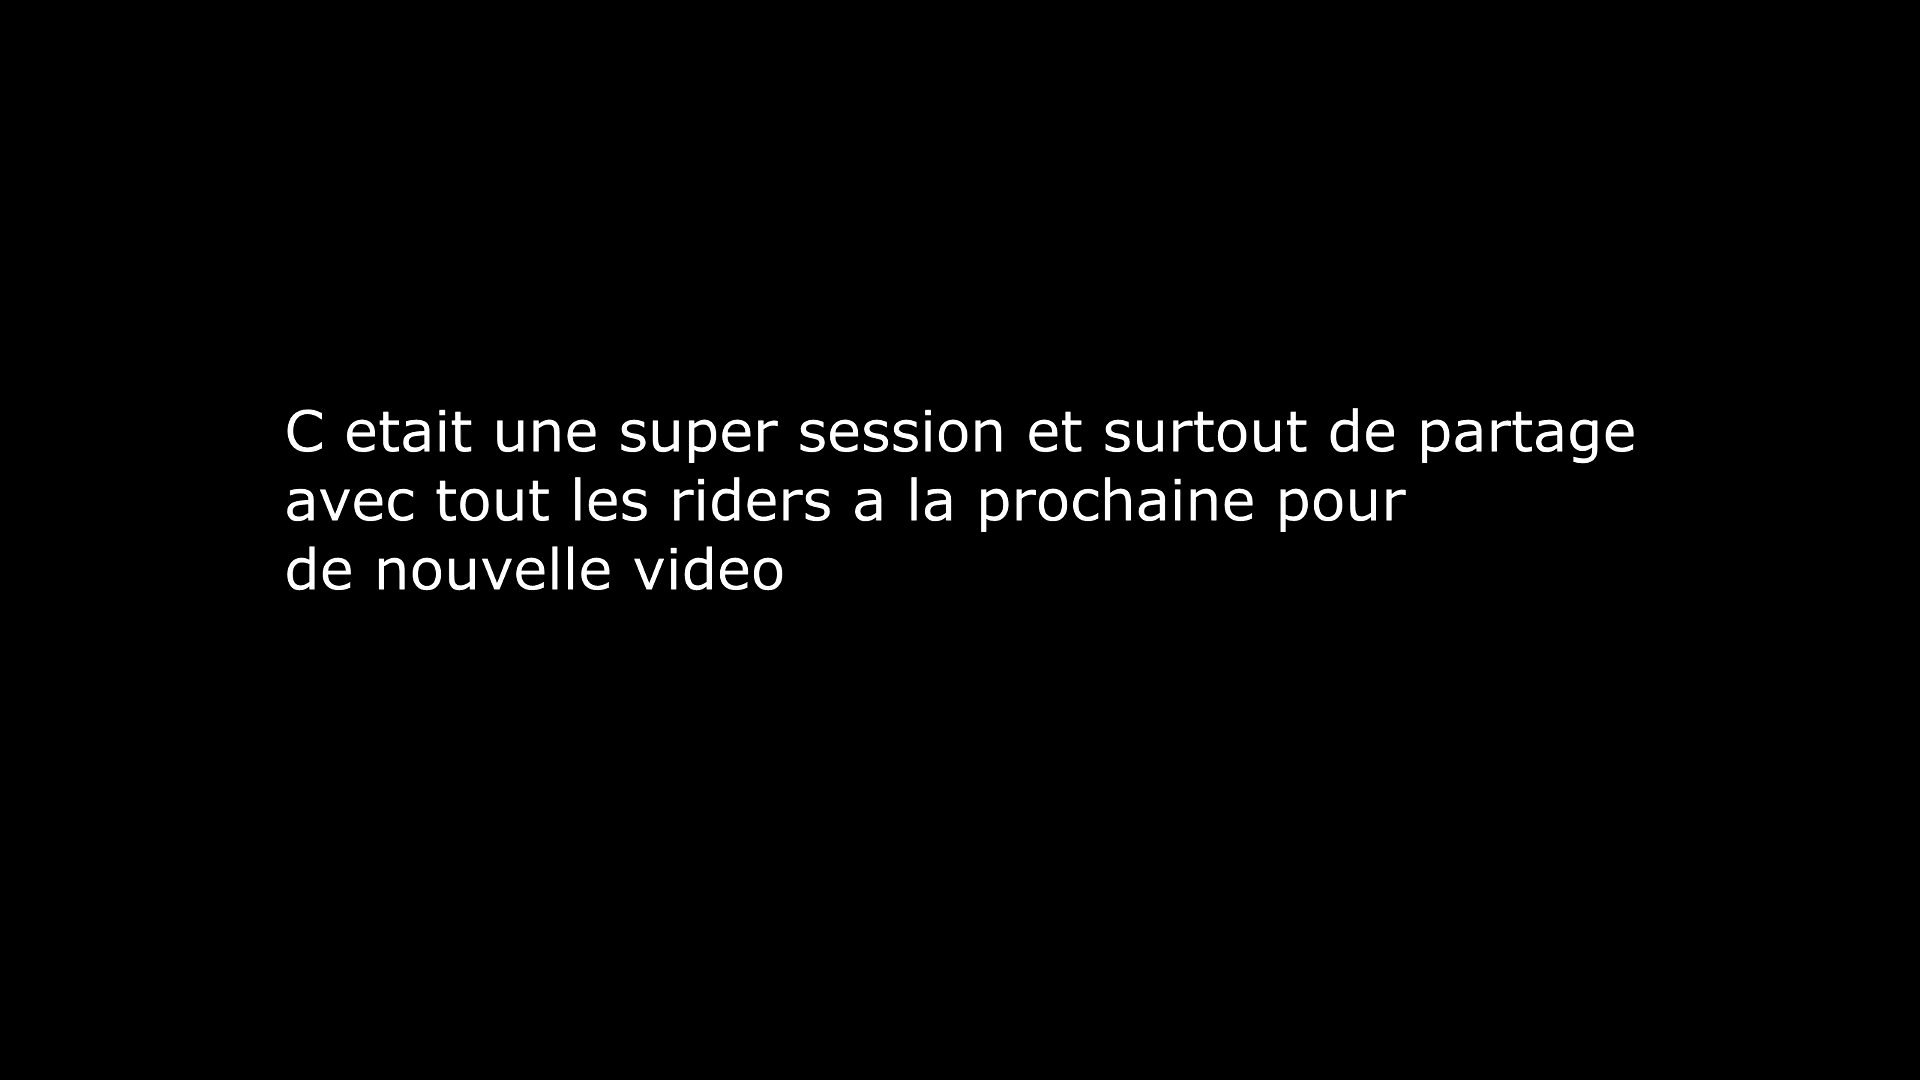 C etait une super session et surtout de partage
avec tout les riders a la prochaine pour
de nouvelle video